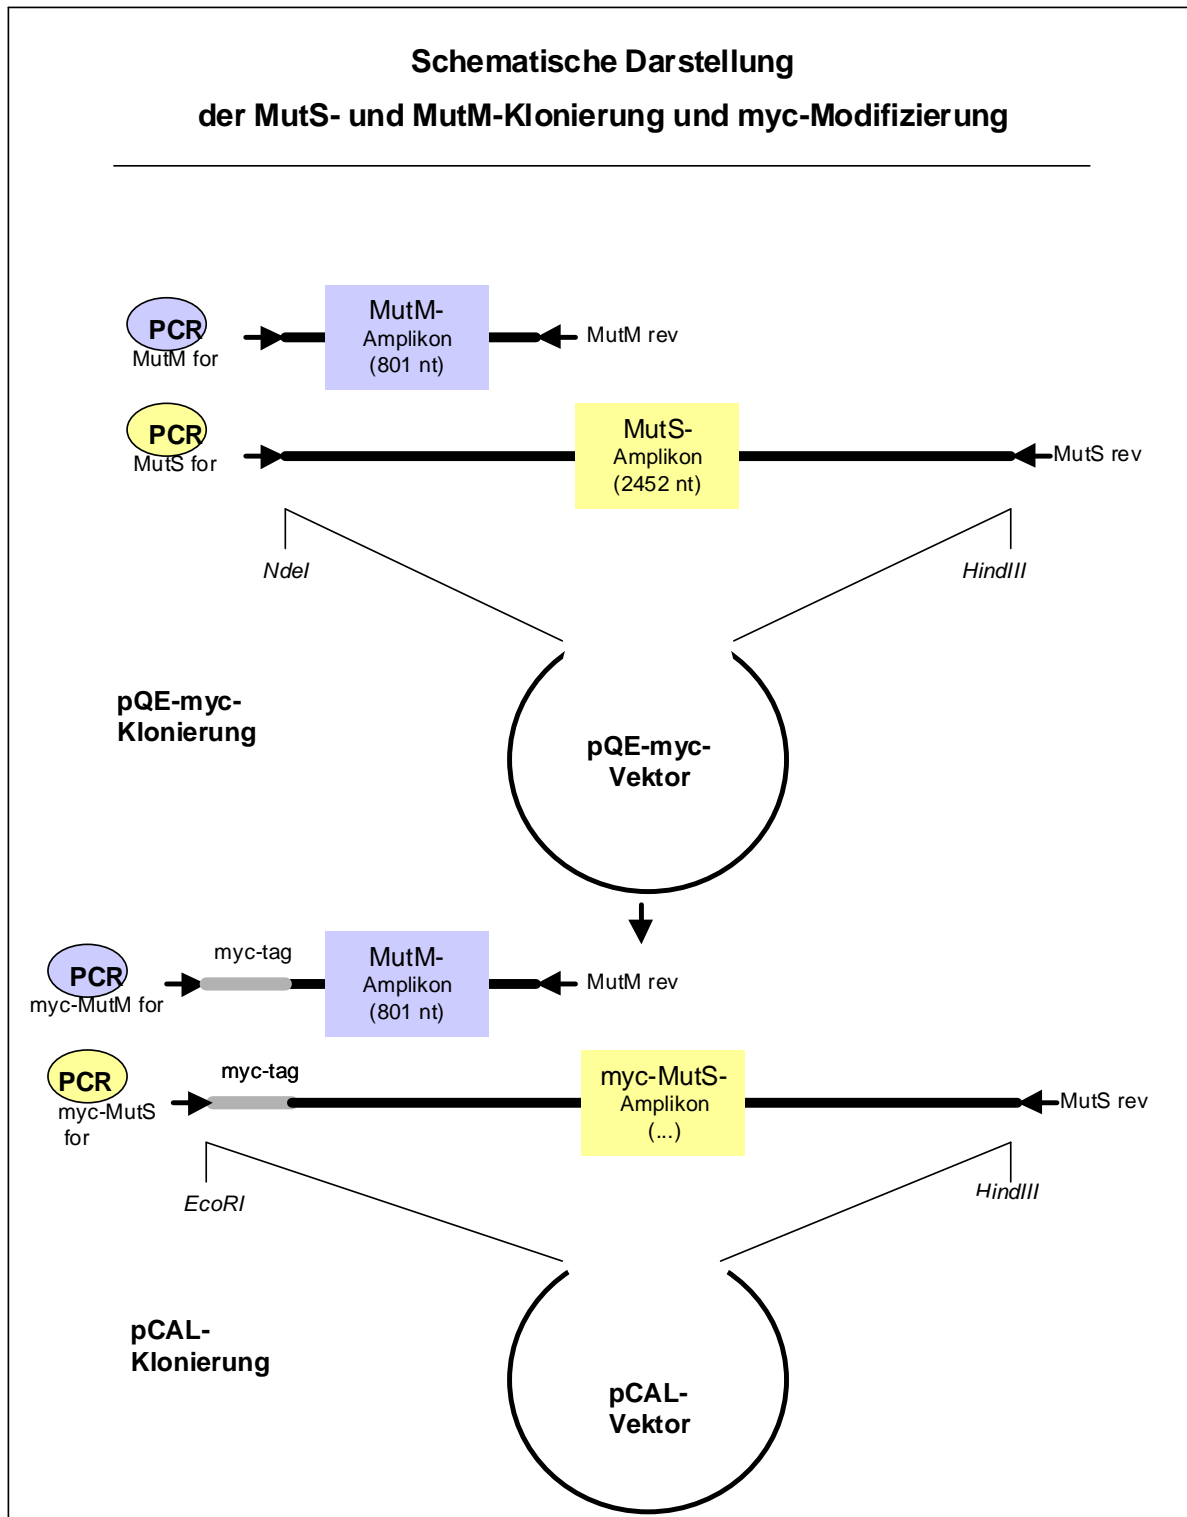 Schematische Darstellung
der MutS- und MutM-Klonierung und myc-Modifizierung
PCR
MutM for
MutM-
Amplikon
(801 nt)
MutM rev
PCR
MutS for
MutS-
Amplikon
(2452 nt)
MutS rev
NdeI
HindIII
pQE-myc-
Klonierung
pQE-myc-
Vektor
PCR
myc-MutM for
myc-tag
MutM-
Amplikon
(801 nt)
MutM rev
PCR
myc-MutS
for
myc-tag
myc-MutS-
Amplikon
(...)
MutS rev
EcoRI
HindIII
pCAL-
Klonierung
pCAL-
Vektor